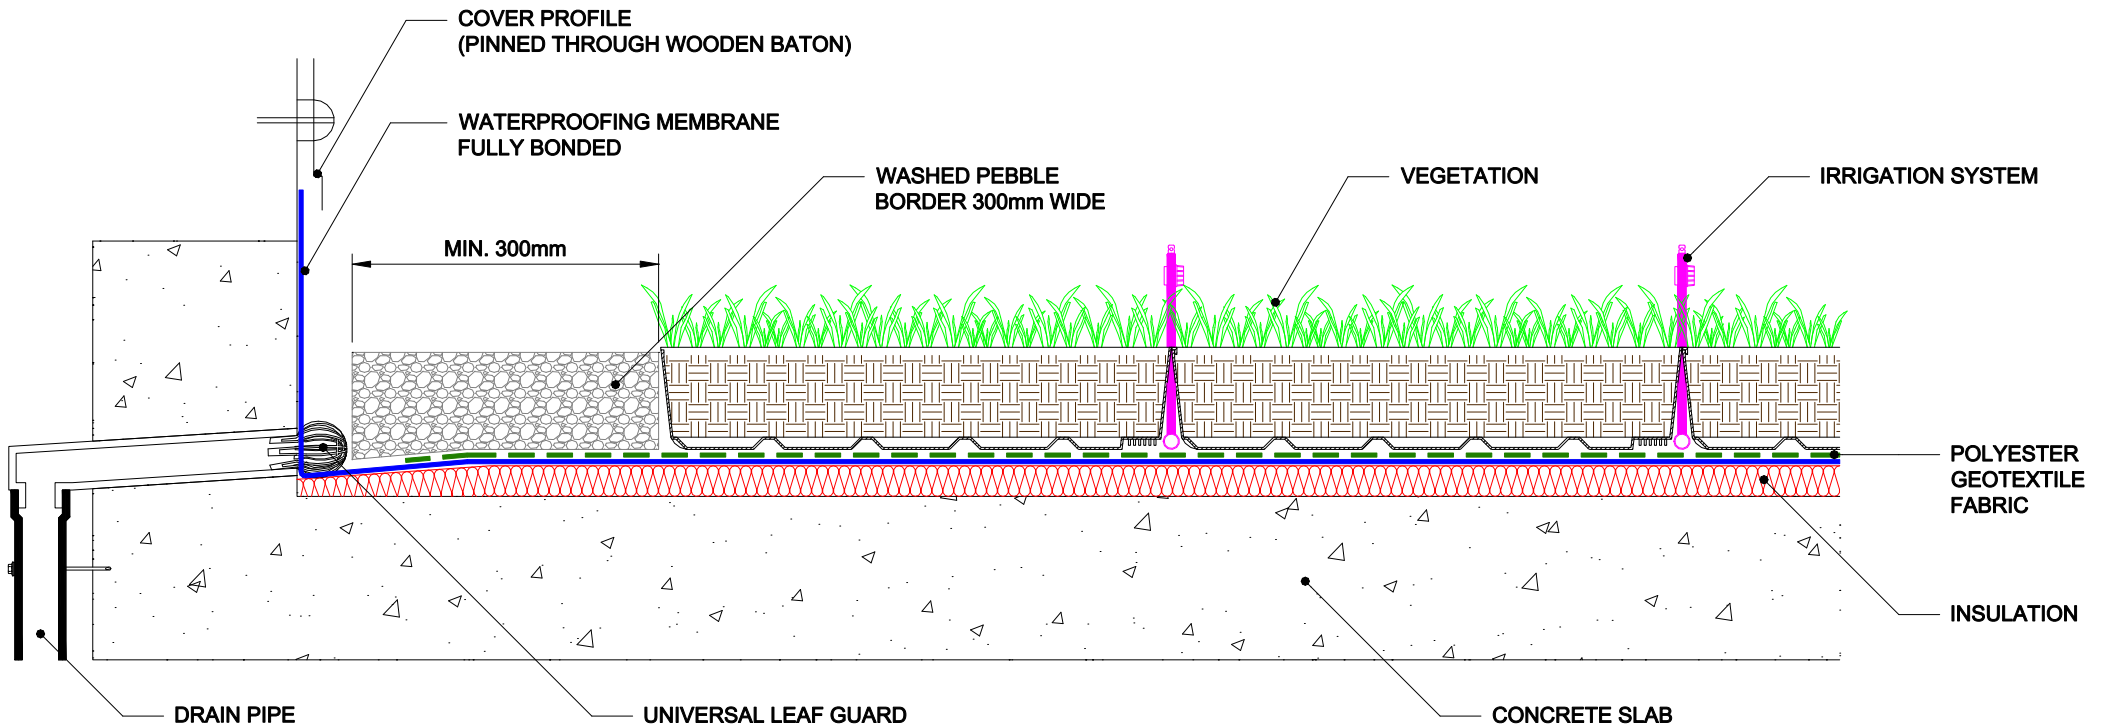 COVER PROFILE
(PINNED THROUGH WOODEN BATON)
WATERPROOFING MEMBRANE
FULLY BONDED
WASHED PEBBLE
BORDER 300mm WIDE
VEGETATION
IRRIGATION SYSTEM
MIN. 300mm
POLYESTER
GEOTEXTILE
FABRIC
INSULATION
DRAIN PIPE
UNIVERSAL LEAF GUARD
CONCRETE SLAB